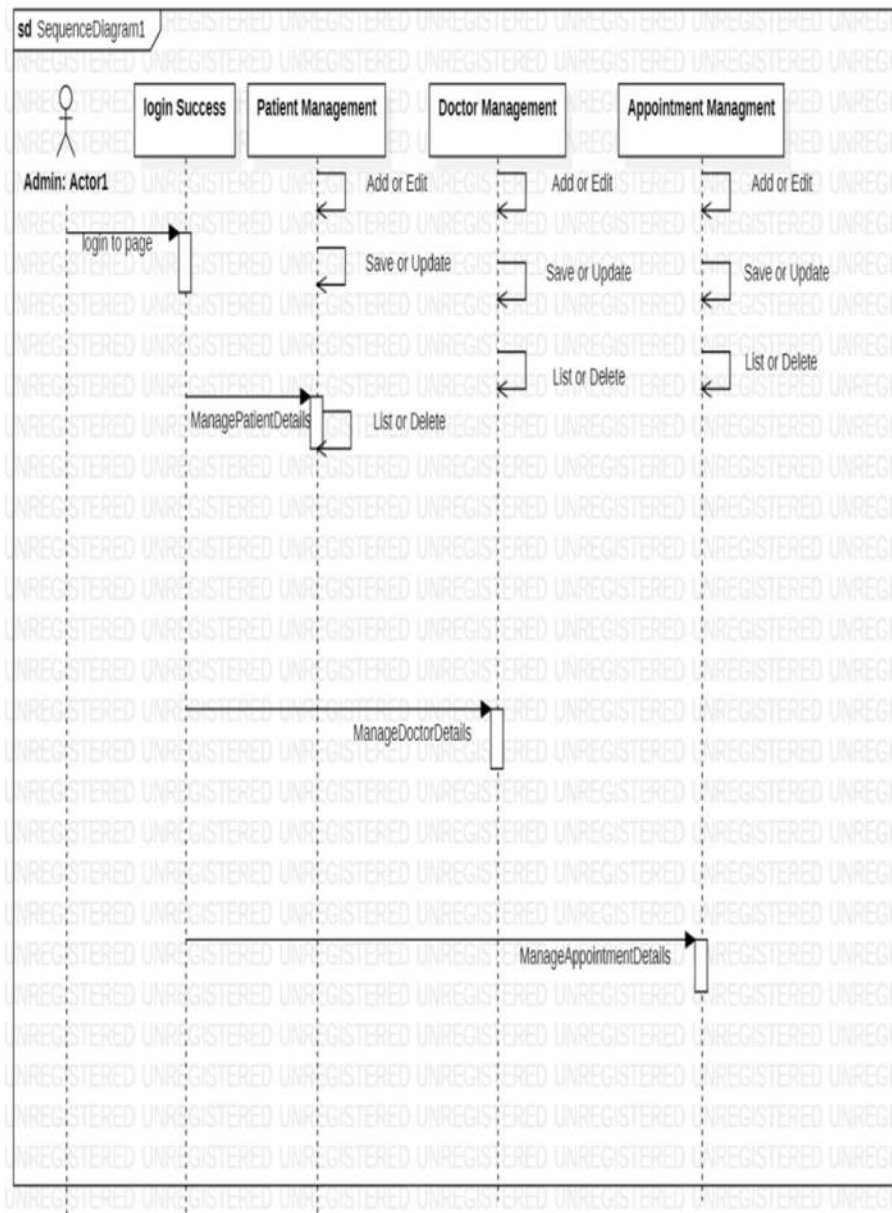 sd SequenceDiagram1
login Success
Patient Management
Doctor Management
Appointment Managment
Admin: Actor1
Add or Edit
Add or Edit
Add or Edit
login to page
Save or Update
Save or Update
Save or Update
List or Delete
List or Delete
ManagePatientDetails
List or Delete
ManageDoctorDetails
ManageAppointmentDetails
UNREGISTERED